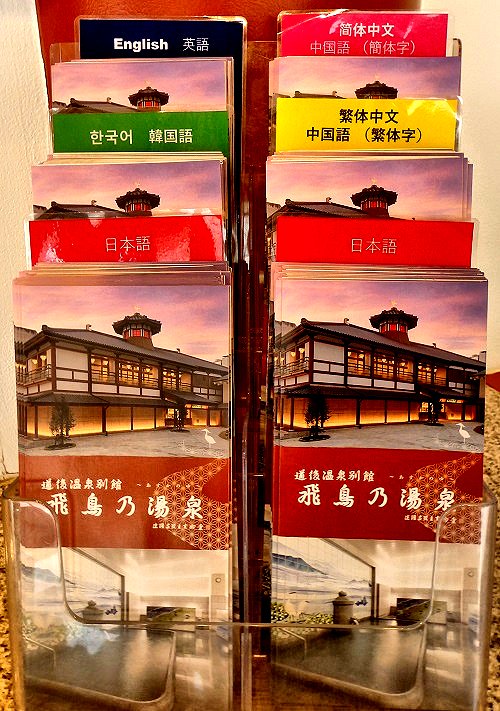 English 英語
简体中文
中国語 (簡体字)
한국어 韓国語
繁体中文
中国語 (繁体字)
日本語
日本語
道後温泉別館
飛鳥乃湯泉
道後温泉別館
飛鳥乃湯泉